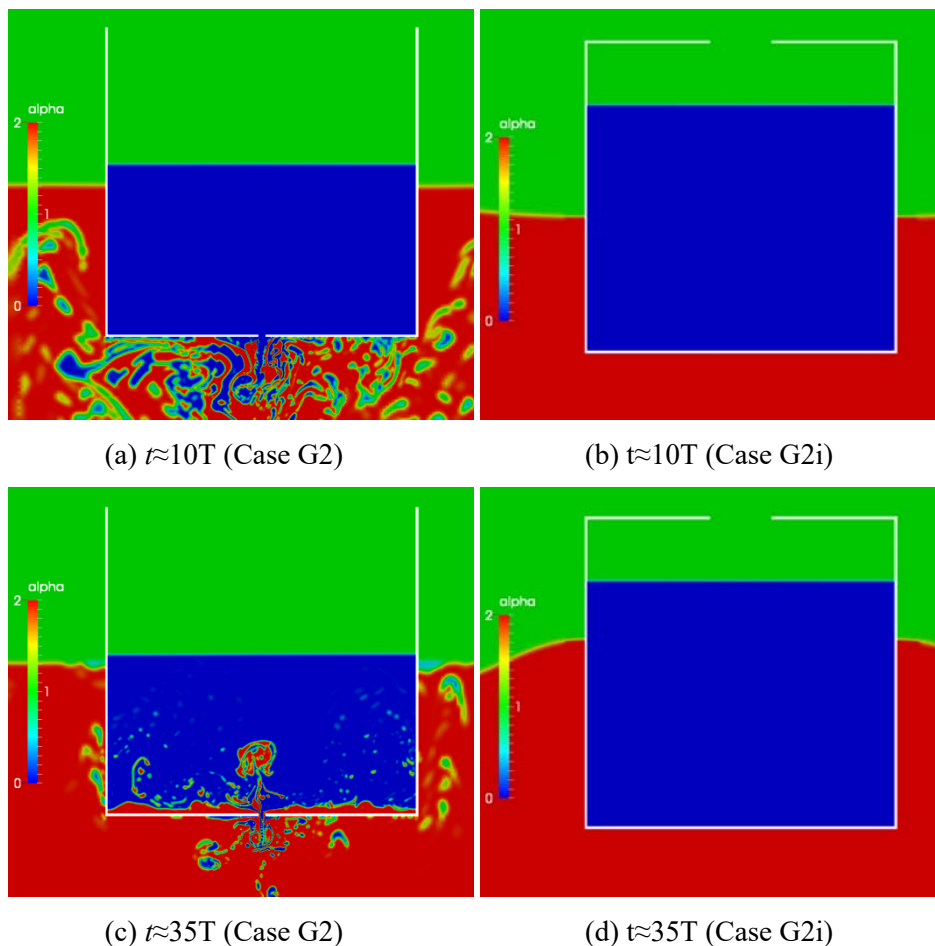 alpha
2
1
0
alpha
2
1
0
(a) t≈10T (Case G2)
(b) t≈10T (Case G2i)
alpha
2
1
0
alpha
2
1
0
(c) t≈35T (Case G2)
(d) t≈35T (Case G2i)